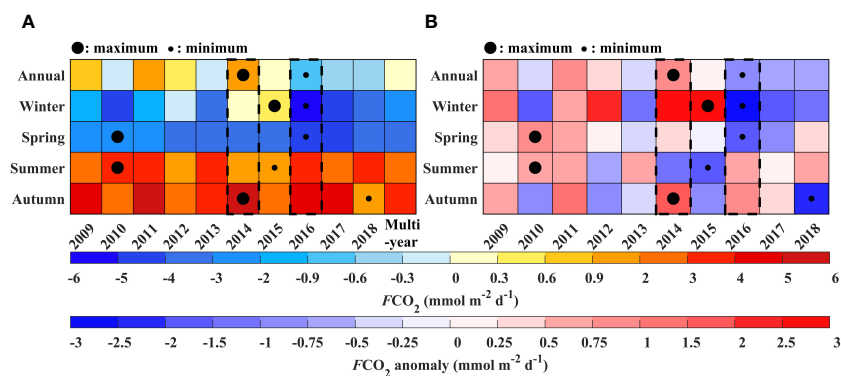 A
B
●: maximum •: minimum
●: maximum •: minimum
Annual
Winter
Spring
Summer
Autumn
2009 2010 2011 2012 2013 2014 2015 2016 2017 2018 Multi-year
Annual
Winter
Spring
Summer
Autumn
2009 2010 2011 2012 2013 2014 2015 2016 2017 2018
-6 -5 -4 -3 -2 -0.9 -0.6 -0.3 0 0.3 0.6 0.9 2 3 4 5 6
FCO₂ (mmol m⁻² d⁻¹)
-3 -2.5 -2 -1.5 -1 -0.75 -0.5 -0.25 0 0.25 0.5 0.75 1 1.5 2 2.5 3
FCO₂ anomaly (mmol m⁻² d⁻¹)